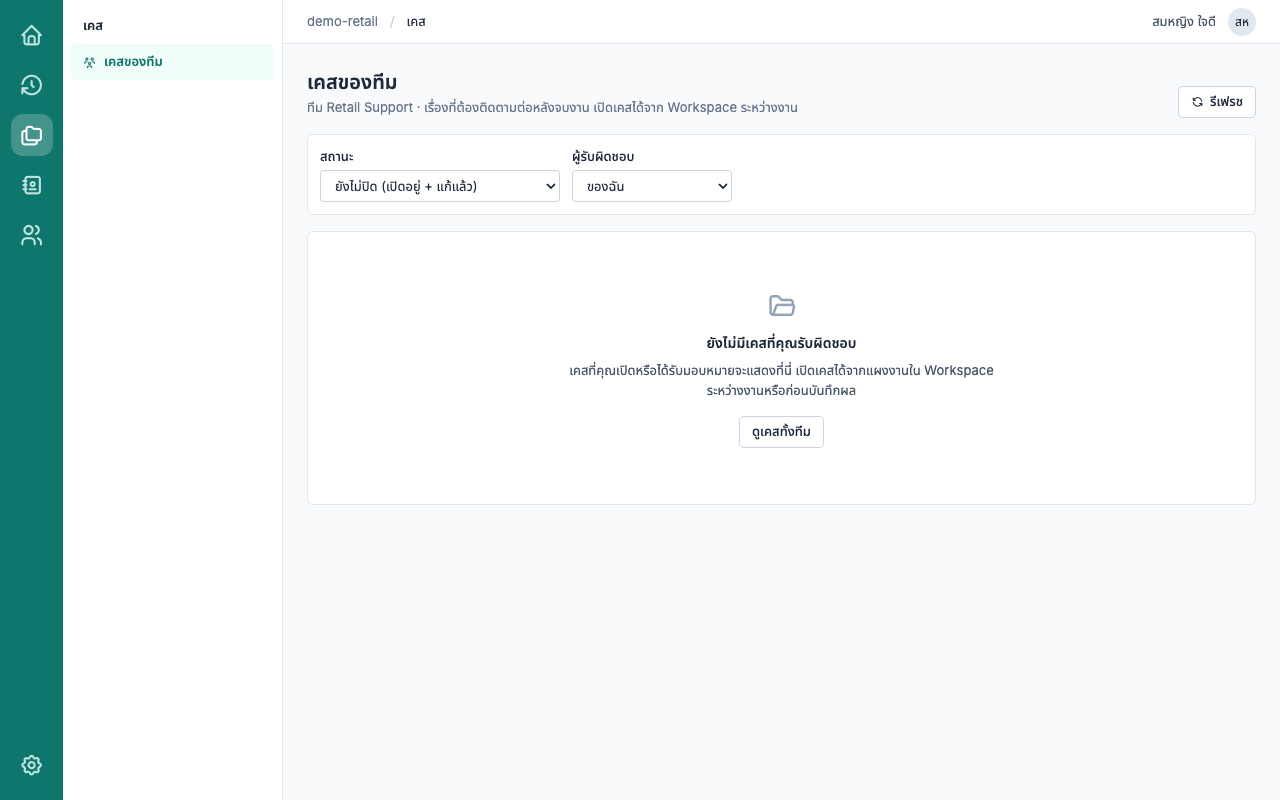 เคส
เคสของทีม
demo-retail / เคส
สมหญิง ใจดี
สห
เคสของทีม
ทีม Retail Support · เรื่องที่ต้องติดตามต่อหลังจบงาน เปิดเคสได้จาก Workspace ระหว่างงาน
รีเฟรช
สถานะ
ผู้รับผิดชอบ
ยังไม่ปิด (เปิดอยู่ + แก้แล้ว)
ของฉัน
ยังไม่มีเคสที่คุณรับผิดชอบ
เคสที่คุณเปิดหรือได้รับมอบหมายจะแสดงที่นี่ เปิดเคสได้จากแผงงานใน Workspace
ระหว่างงานหรือก่อนบันทึกผล
ดูเคสทั้งทีม